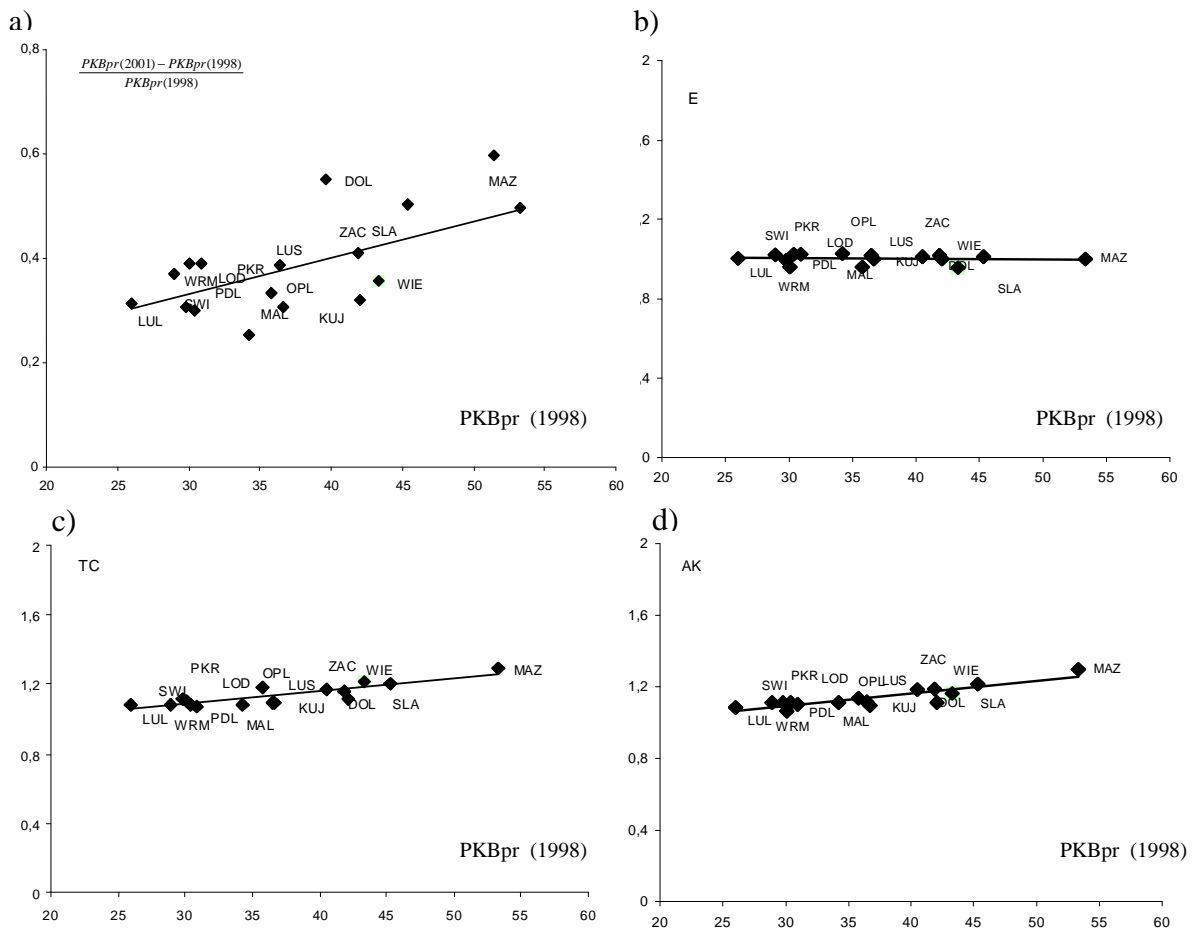 a)
0,8
PKBpr(2001) – PKBpr(1998)
PKBpr(1998)
0,6
DOL
MAZ
ZAC SLA
LUS
0,4
PKR
LOD
WRM
WIE
PDL
OPL
SWI
LUL
MAL
KUJ
0,2
PKBpr (1998)
0
20 25 30 35 40 45 50 55 60
b)
2
E
,6
,2
OPL
ZAC
PKR
SWI
LOD
LUS
WIE
MAZ
LUL
PDL
MAL
KUJ
DOL
WRM
SLA
,8
,4
PKBpr (1998)
0
20 25 30 35 40 45 50 55 60
c)
2
TC
1,6
1,2
PKR
ZAC
WIE
MAZ
OPL
SWI
LOD
LUS
LUL
WRM
PDL
MAL
KUJ
DOL
SLA
0,8
0,4
PKBpr (1998)
0
20 25 30 35 40 45 50 55 60
d)
2
AK
1,6
1,2
ZAC
WIE
MAZ
PKR
LOD
OPL
LUS
SWI
LUL
WRM
PDL
MAL
KUJ
DOL
SLA
0,8
0,4
PKBpr (1998)
0
20 25 30 35 40 45 50 55 60